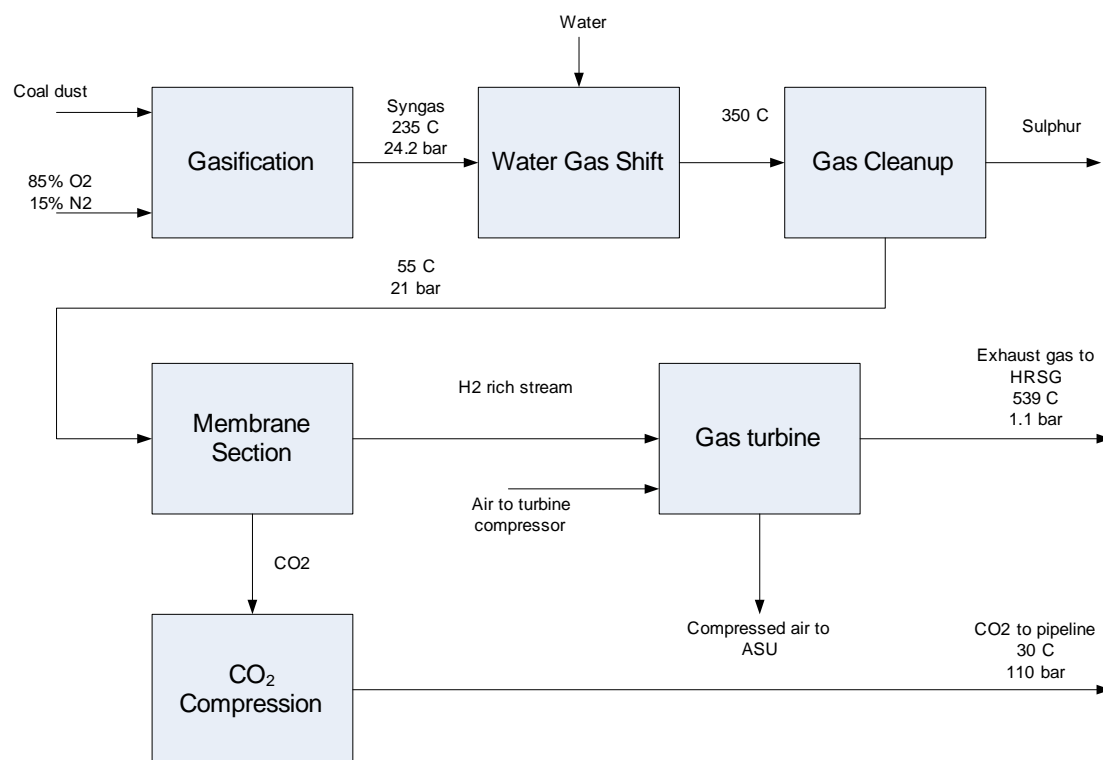 Water
Coal dust
85% O2
15% N2
Gasification
Syngas
235 C
24.2 bar
Water Gas Shift
350 C
Gas Cleanup
Sulphur
55 C
21 bar
Membrane
Section
H2 rich stream
Air to turbine
compressor
Gas turbine
Exhaust gas to
HRSG
539 C
1.1 bar
CO2
Compressed air to
ASU
CO₂
Compression
CO2 to pipeline
30 C
110 bar